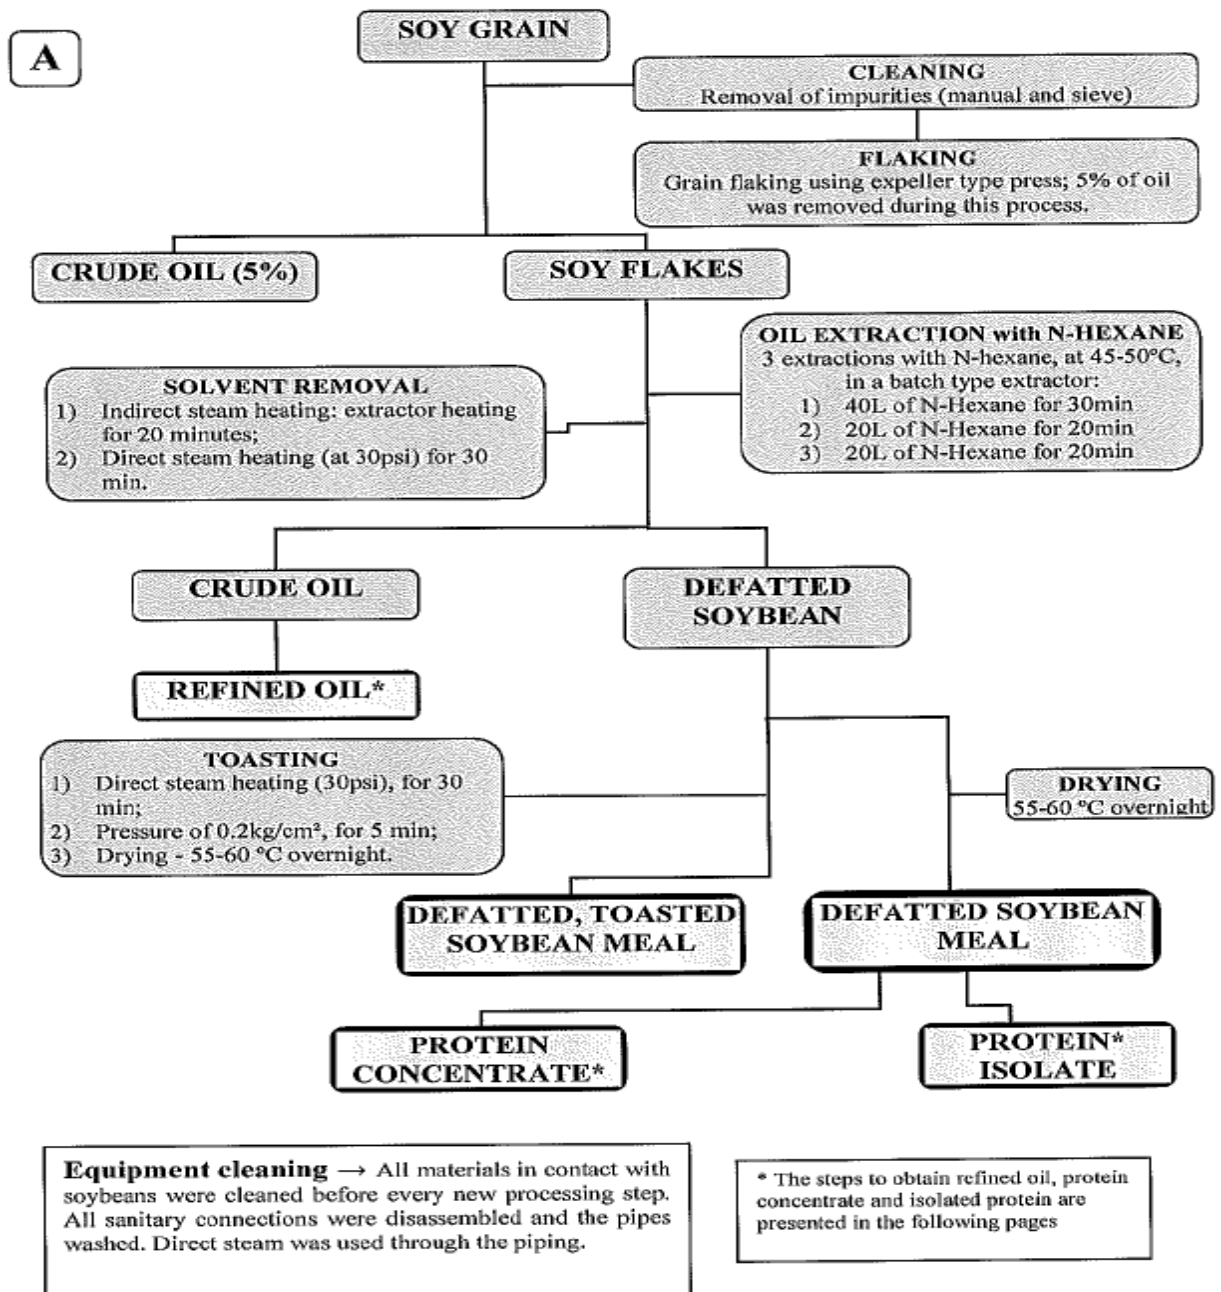 A
SOY GRAIN
CLEANING
Removal of impurities (manual and sieve)
FLAKING
Grain flaking using expeller type press; 5% of oil
was removed during this process.
CRUDE OIL (5%)
SOY FLAKES
OIL EXTRACTION with N-HEXANE
3 extractions with N-hexane, at 45-50°C,
in a batch type extractor:
1) 40L of N-Hexane for 30min
2) 20L of N-Hexane for 20min
3) 20L of N-Hexane for 20min
SOLVENT REMOVAL
1) Indirect steam heating: extractor heating
for 20 minutes;
2) Direct steam heating (at 30psi) for 30
min.
CRUDE OIL
DEFATTED
SOYBEAN
REFINED OIL*
TOASTING
1) Direct steam heating (30psi), for 30
min;
2) Pressure of 0.2kg/cm², for 5 min;
3) Drying - 55-60 °C overnight.
DRYING
55-60 °C overnight
DEFATTED, TOASTED
SOYBEAN MEAL
DEFATTED SOYBEAN
MEAL
PROTEIN
CONCENTRATE*
PROTEIN*
ISOLATE
Equipment cleaning → All materials in contact with
soybeans were cleaned before every new processing step.
All sanitary connections were disassembled and the pipes
washed. Direct steam was used through the piping.
* The steps to obtain refined oil, protein
concentrate and isolated protein are
presented in the following pages